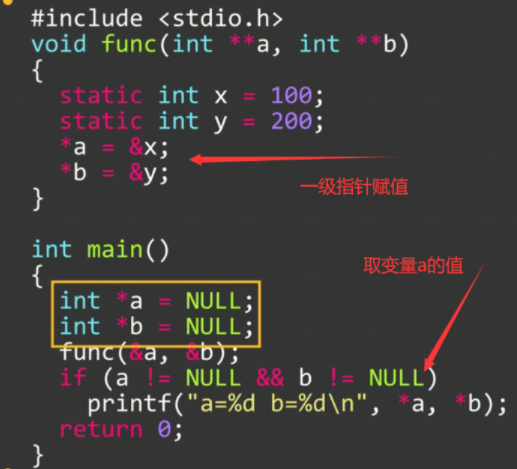 #include <stdio.h>
void func(int **a, int **b)
{
  static int x = 100;
  static int y = 200;
  *a = &x;
  *b = &y;
一级指针赋值
}
int main()
取变量a的值
{
  int *a = NULL;
  int *b = NULL;
  func(&a, &b);
  if (a != NULL && b != NULL)
    printf("a=%d b=%d\n", *a, *b);
  return 0;
}